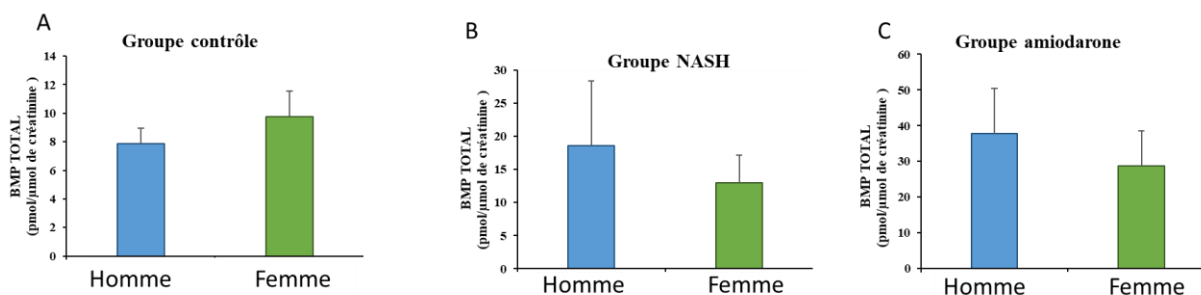 A
Groupe contrôle
BMP TOTAL
(pmol/µmol de créatinine )
14
12
10
8
6
4
2
0
Homme
Femme
B
Groupe NASH
BMP TOTAL
(pmol/µmol de créatinine )
30
25
20
15
10
5
0
Homme
Femme
C
Groupe amiodarone
BMP TOTAL
(pmol/µmol de créatinine )
60
50
40
30
20
10
0
Homme
Femme